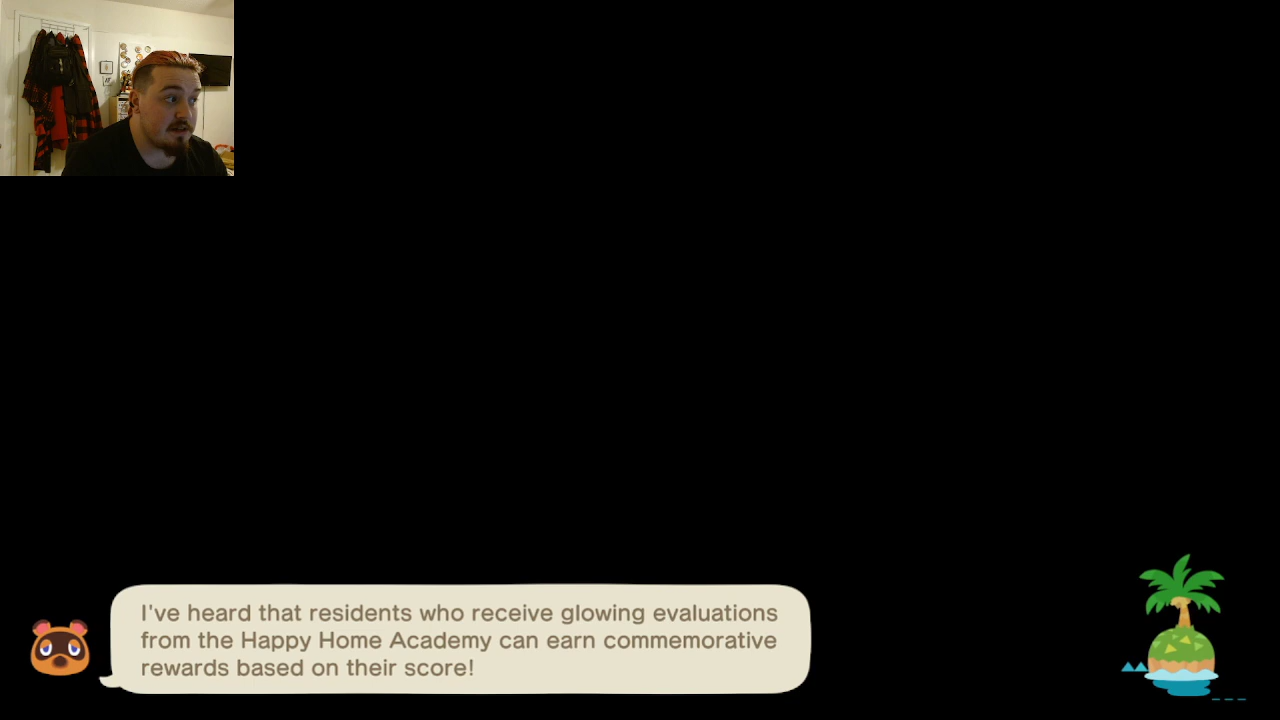 I've heard that residents who receive glowing evaluations
from the Happy Home Academy can earn commemorative
rewards based on their score!